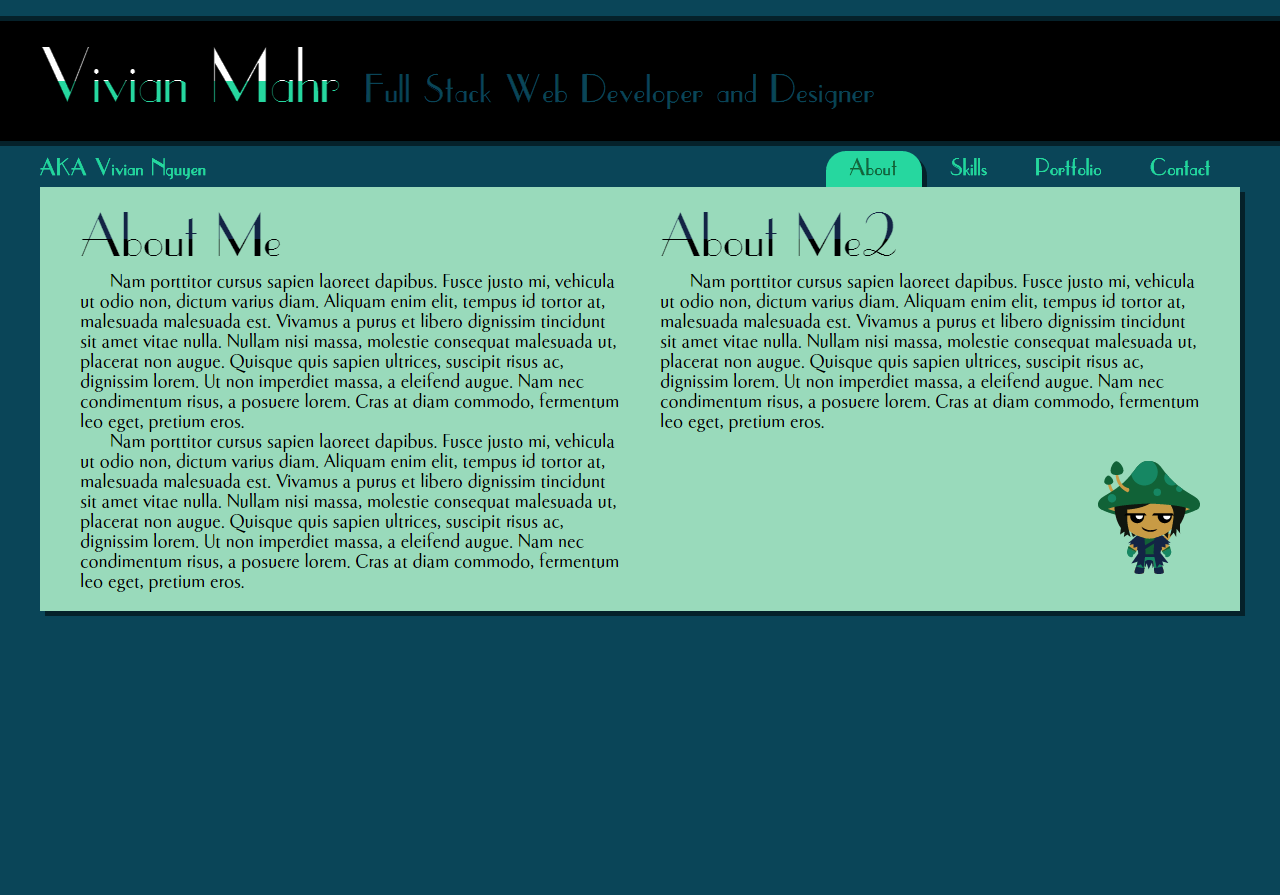 Vivian Mahr Full Stack Web Developer and Designer
AKA Vivian Nguyen
About Skills Portfolio Contact
About Me
Nam porttitor cursus sapien laoreet dapibus. Fusce justo mi, vehicula
ut odio non, dictum varius diam. Aliquam enim elit, tempus id tortor at,
malesuada malesuada est. Vivamus a purus et libero dignissim tincidunt
sit amet vitae nulla. Nullam nisi massa, molestie consequat malesuada ut,
placerat non augue. Quisque quis sapien ultrices, suscipit risus ac,
dignissim lorem. Ut non imperdiet massa, a eleifend augue. Nam nec
condimentum risus, a posuere lorem. Cras at diam commodo, fermentum
leo eget, pretium eros.
Nam porttitor cursus sapien laoreet dapibus. Fusce justo mi, vehicula
ut odio non, dictum varius diam. Aliquam enim elit, tempus id tortor at,
malesuada malesuada est. Vivamus a purus et libero dignissim tincidunt
sit amet vitae nulla. Nullam nisi massa, molestie consequat malesuada ut,
placerat non augue. Quisque quis sapien ultrices, suscipit risus ac,
dignissim lorem. Ut non imperdiet massa, a eleifend augue. Nam nec
condimentum risus, a posuere lorem. Cras at diam commodo, fermentum
leo eget, pretium eros.
About Me2
Nam porttitor cursus sapien laoreet dapibus. Fusce justo mi, vehicula
ut odio non, dictum varius diam. Aliquam enim elit, tempus id tortor at,
malesuada malesuada est. Vivamus a purus et libero dignissim tincidunt
sit amet vitae nulla. Nullam nisi massa, molestie consequat malesuada ut,
placerat non augue. Quisque quis sapien ultrices, suscipit risus ac,
dignissim lorem. Ut non imperdiet massa, a eleifend augue. Nam nec
condimentum risus, a posuere lorem. Cras at diam commodo, fermentum
leo eget, pretium eros.